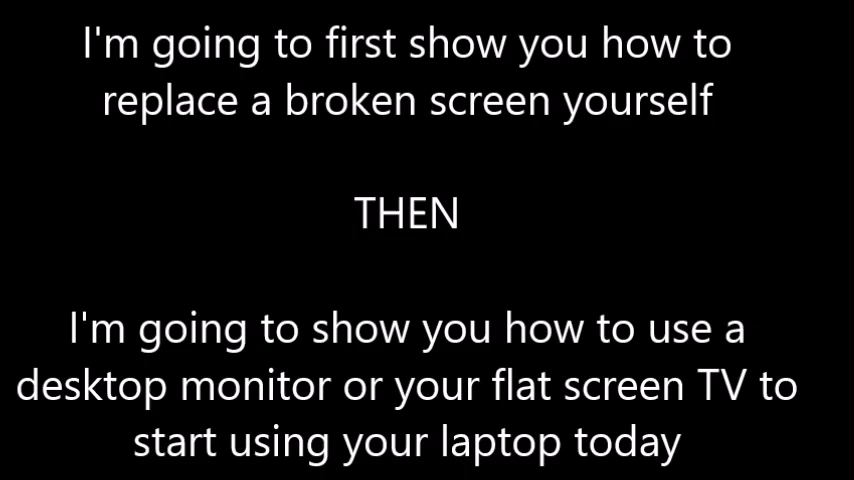 I'm going to first show you how to
replace a broken screen yourself
THEN
I'm going to show you how to use a
desktop monitor or your flat screen TV to
start using your laptop today